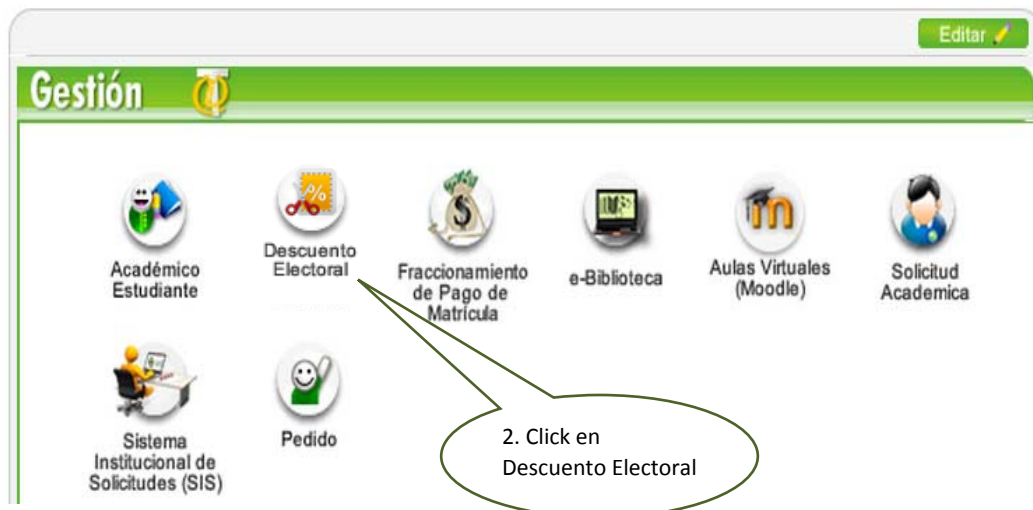 Editar
Gestión
Académico
Estudiante
Descuento
Electoral
Fraccionamiento
de Pago de
Matrícula
e-Biblioteca
Aulas Virtuales
(Moodle)
Solicitud
Academica
Sistema
Institucional de
Solicitudes (SIS)
Pedido
2. Click en
Descuento Electoral